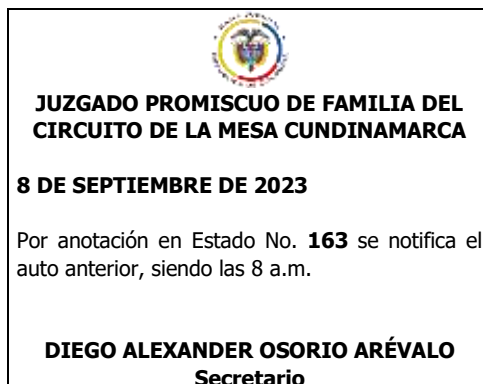 JUZGADO PROMISCUO DE FAMILIA DEL
CIRCUITO DE LA MESA CUNDINAMARCA
8 DE SEPTIEMBRE DE 2023
Por anotación en Estado No. 163 se notifica el
auto anterior, siendo las 8 a.m.
DIEGO ALEXANDER OSORIO ARÉVALO
Secretario